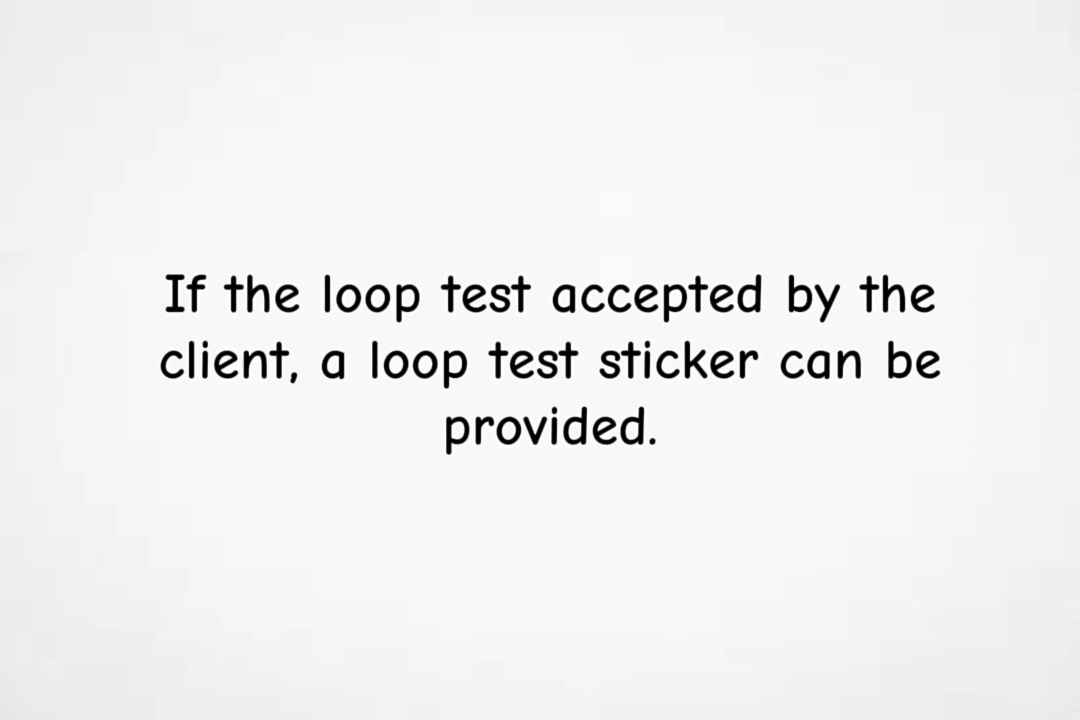 If the loop test accepted by the
client, a loop test sticker can be
provided.